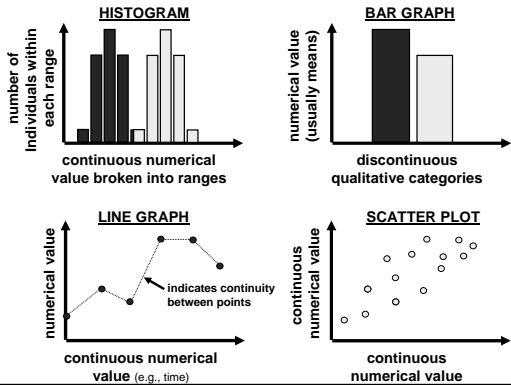 HISTOGRAM
number of
Individuals within
each range
continuous numerical
value broken into ranges
BAR GRAPH
numerical value
(usually means)
discontinuous
qualitative categories
LINE GRAPH
numerical value
indicates continuity
between points
continuous numerical
value (e.g., time)
SCATTER PLOT
continuous
numerical value
continuous
numerical value